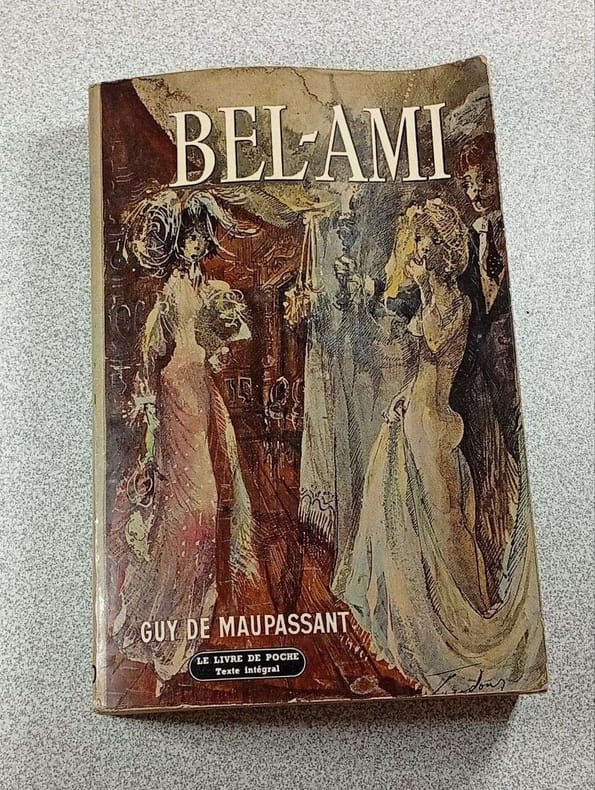 BEL-AMI
GUY DE MAUPASSANT
LE LIVRE DE POCHE
Texte intégral